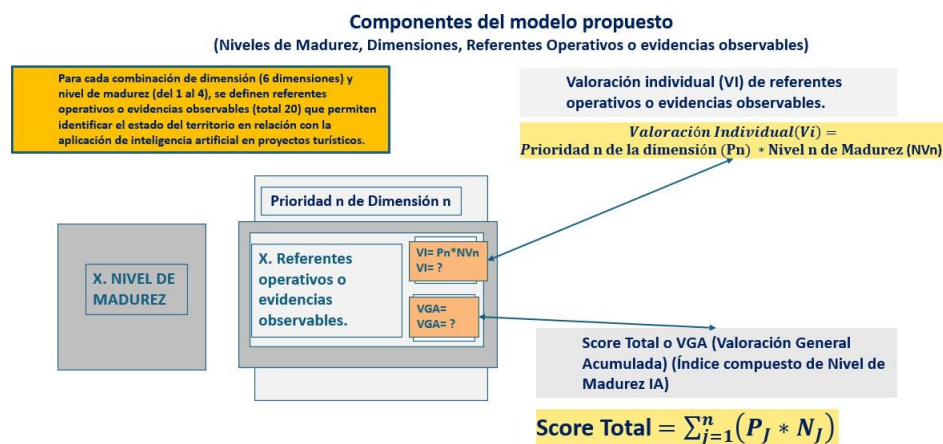 Componentes del modelo propuesto
(Niveles de Madurez, Dimensiones, Referentes Operativos o evidencias observables)
Para cada combinación de dimensión (6 dimensiones) y
nivel de madurez (del 1 al 4), se definen referentes
operativos o evidencias observables (total 20) que permiten
identificar el estado del territorio en relación con la
aplicación de inteligencia artificial en proyectos turísticos.
Valoración individual (VI) de referentes
operativos o evidencias observables.
Valoración Individual(Vi) =
Prioridad n de la dimensión (Pn) * Nivel n de Madurez (NVn)
Prioridad n de Dimensión n
X. NIVEL DE
MADUREZ
X. Referentes
operativos o
evidencias
observables.
VI= Pn*NVn
VI= ?
VGA=
VGA= ?
Score Total o VGA (Valoración General
Acumulada) (Índice compuesto de Nivel de
Madurez IA)
Score Total = ∑ⁿⱼ₌₁(P_J * N_J)